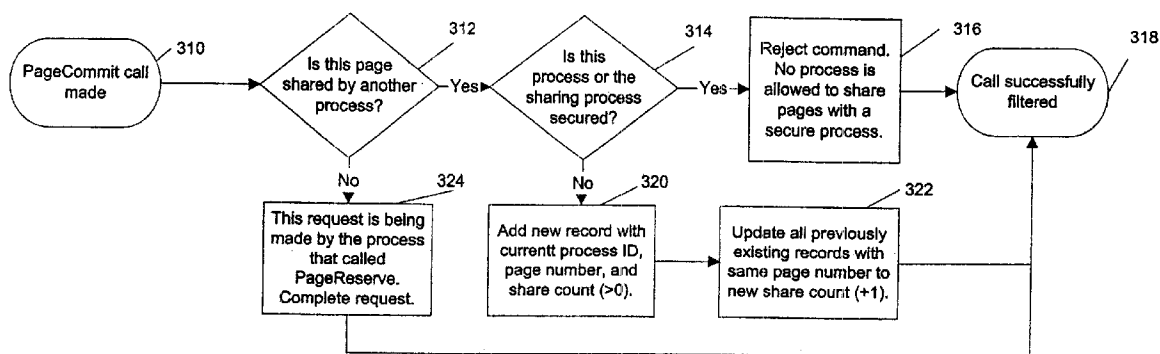 310
PageCommit call
made
312
Is this page
shared by another
process?
Yes
314
Is this
process or the
sharing process
secured?
Yes
316
Reject command.
No process is
allowed to share
pages with a
secure process.
318
Call successfully
filtered
No
324
This request is being
made by the process
that called
PageReserve.
Complete request.
No
320
Add new record with
currentt process ID,
page number, and
share count (>0).
322
Update all previously
existing records with
same page number to
new share count (+1).